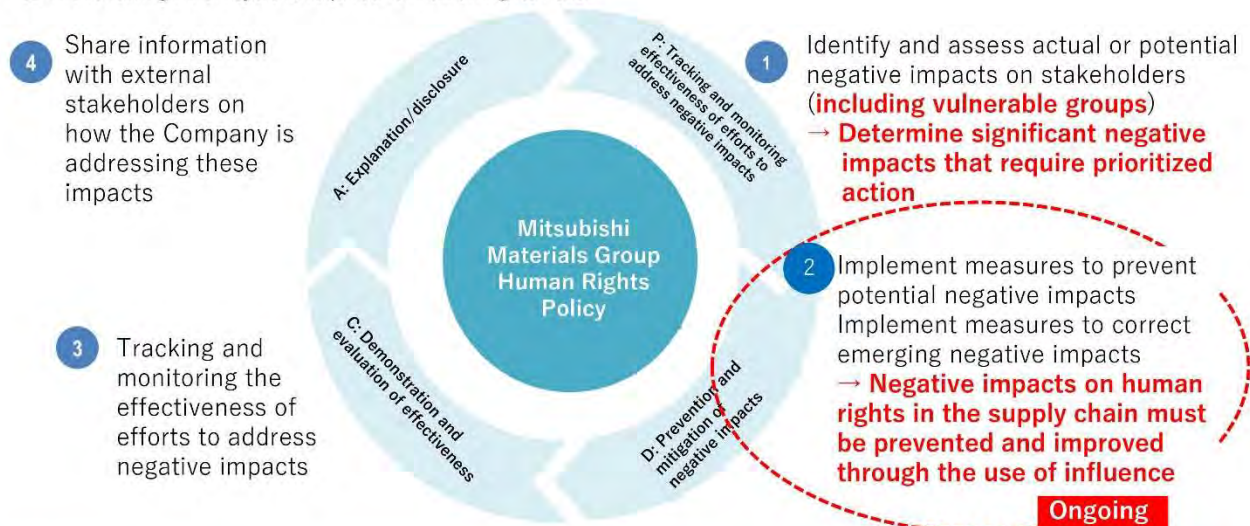 4
Share information
with external
stakeholders on
how the Company is
addressing these
impacts
A: Explanation/disclosure
P: Tracking and monitoring
effectiveness of efforts to
address negative impacts
1
Identify and assess actual or potential
negative impacts on stakeholders
(including vulnerable groups)
→ Determine significant negative
impacts that require prioritized
action
Mitsubishi
Materials Group
Human Rights
Policy
2
Implement measures to prevent
potential negative impacts
Implement measures to correct
emerging negative impacts
→ Negative impacts on human
rights in the supply chain must
be prevented and improved
through the use of influence
Ongoing
3
Tracking and
monitoring the
effectiveness of
efforts to address
negative impacts
C: Demonstration and
evaluation of effectiveness
D: Prevention and
mitigation of
negative impacts